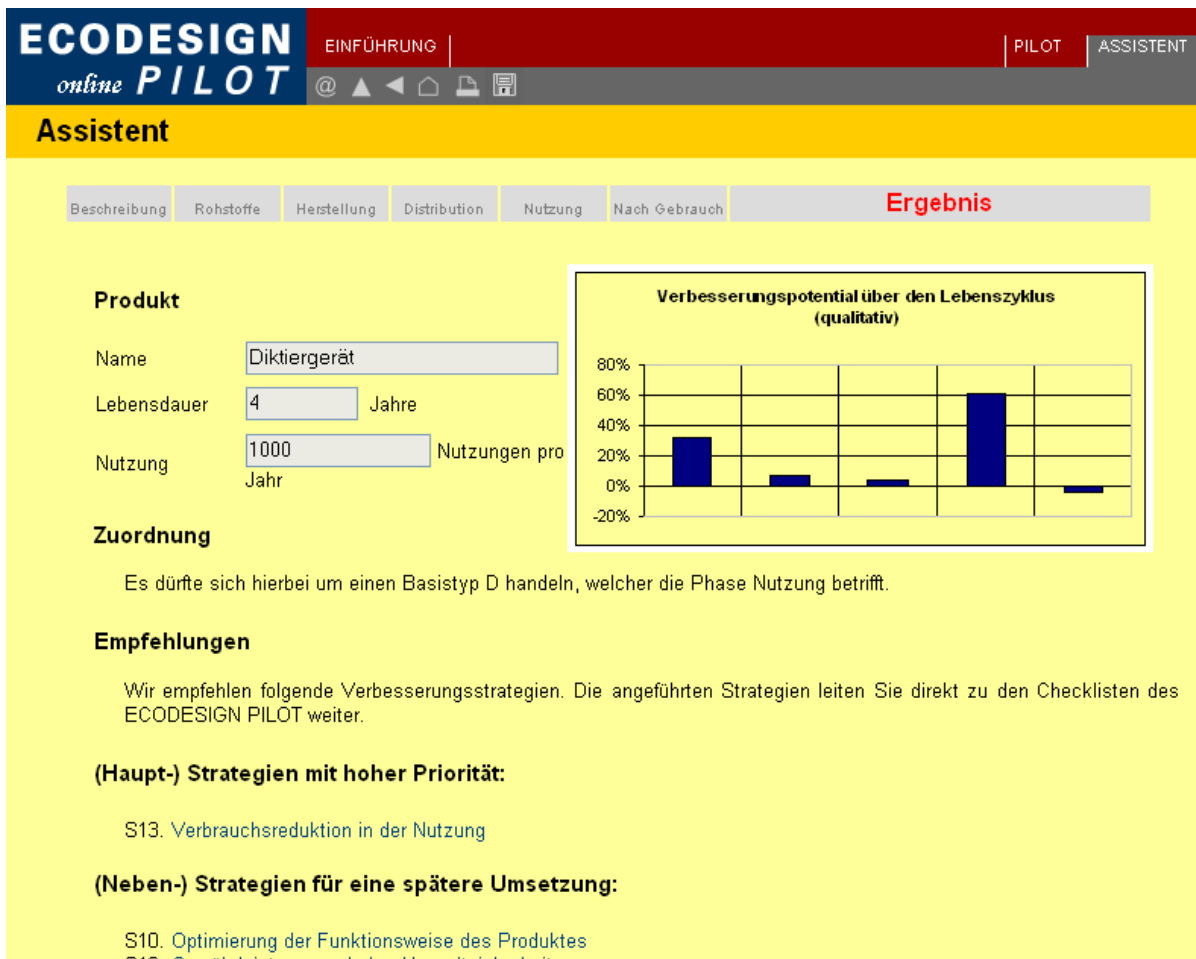 ECODESIGN
online PILOT
EINFÜHRUNG
PILOT
ASSISTENT
@
Assistent
Beschreibung Rohstoffe Herstellung Distribution Nutzung Nach Gebrauch Ergebnis
Produkt
Name Diktiergerät
Lebensdauer 4 Jahre
Nutzung 1000 Nutzungen pro
Jahr
Verbesserungspotential über den Lebenszyklus
(qualitativ)
80%
60%
40%
20%
0%
-20%
Zuordnung
Es dürfte sich hierbei um einen Basistyp D handeln, welcher die Phase Nutzung betrifft.
Empfehlungen
Wir empfehlen folgende Verbesserungsstrategien. Die angeführten Strategien leiten Sie direkt zu den Checklisten des
ECODESIGN PILOT weiter.
(Haupt-) Strategien mit hoher Priorität:
S13. Verbrauchsreduktion in der Nutzung
(Neben-) Strategien für eine spätere Umsetzung:
S10. Optimierung der Funktionsweise des Produktes